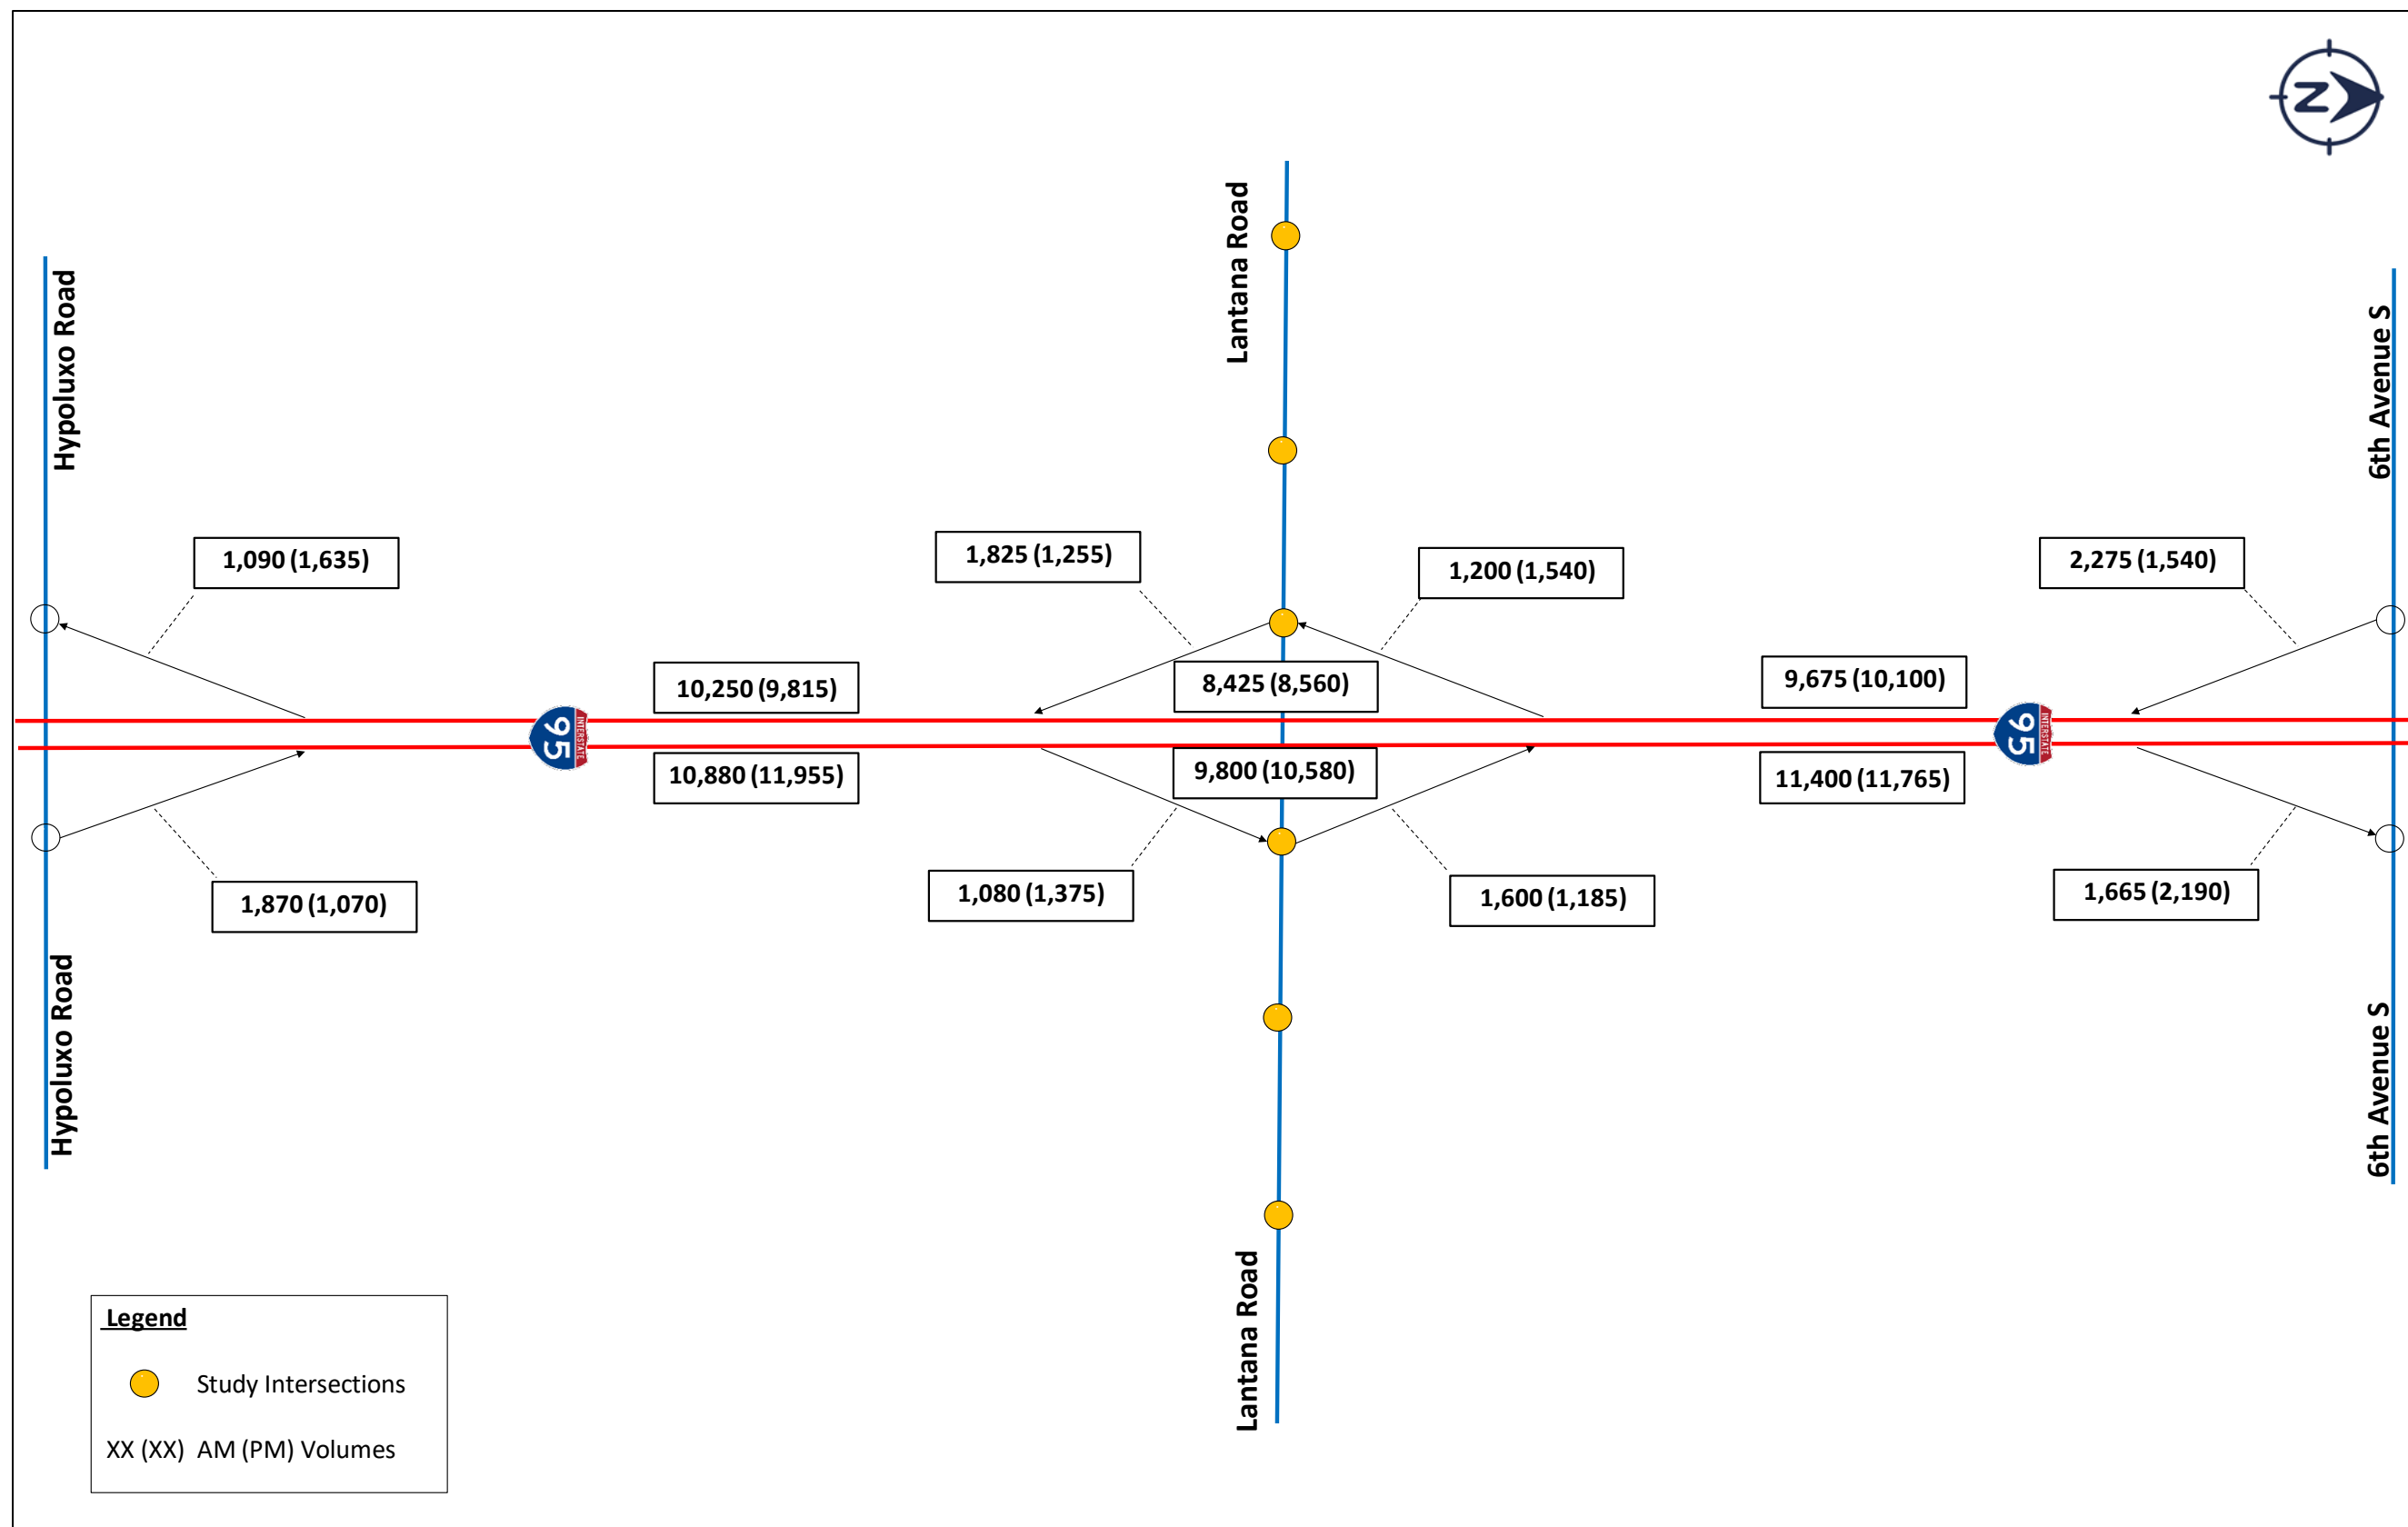 N
Lantana Road
Hypoluxo Road
6th Avenue S
1,090 (1,635)
1,825 (1,255)
1,200 (1,540)
2,275 (1,540)
10,250 (9,815)
8,425 (8,560)
9,675 (10,100)
INTERSTATE
95
INTERSTATE
95
10,880 (11,955)
9,800 (10,580)
11,400 (11,765)
1,870 (1,070)
1,080 (1,375)
1,600 (1,185)
1,665 (2,190)
Hypoluxo Road
6th Avenue S
Lantana Road
Legend
Study Intersections
XX (XX) AM (PM) Volumes